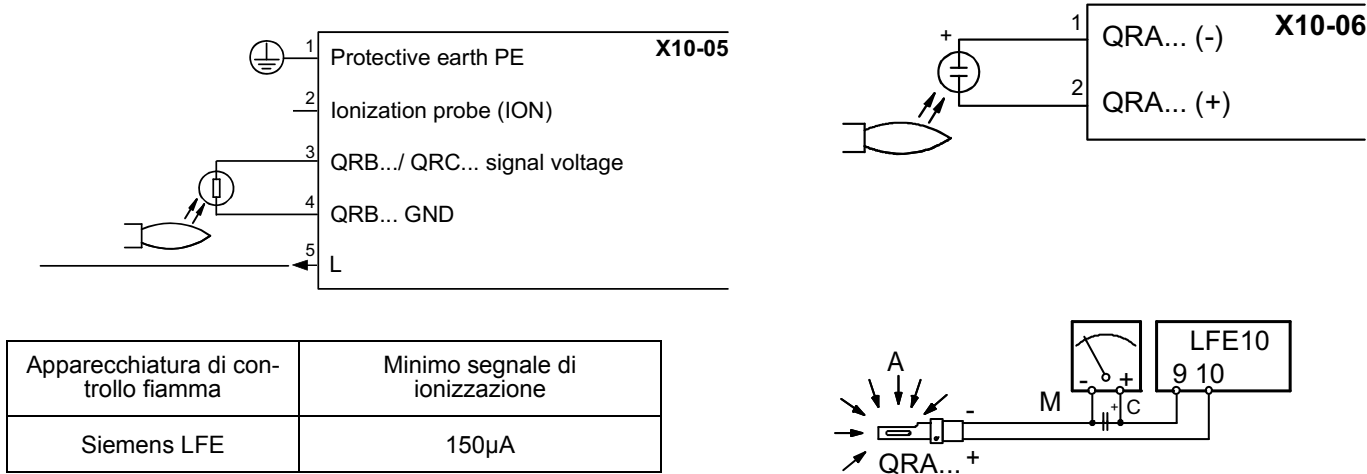 X10-05
1 Protective earth PE
2 Ionization probe (ION)
3 QRB.../ QRC... signal voltage
4 QRB... GND
5 L
X10-06
+ 1 QRA... (-)
2 QRA... (+)
Apparecchiatura di con-
trollo fiamma
Minimo segnale di
ionizzazione
Siemens LFE
150µA
LFE10
- + 9 10
A
M + C
-
QRA... +